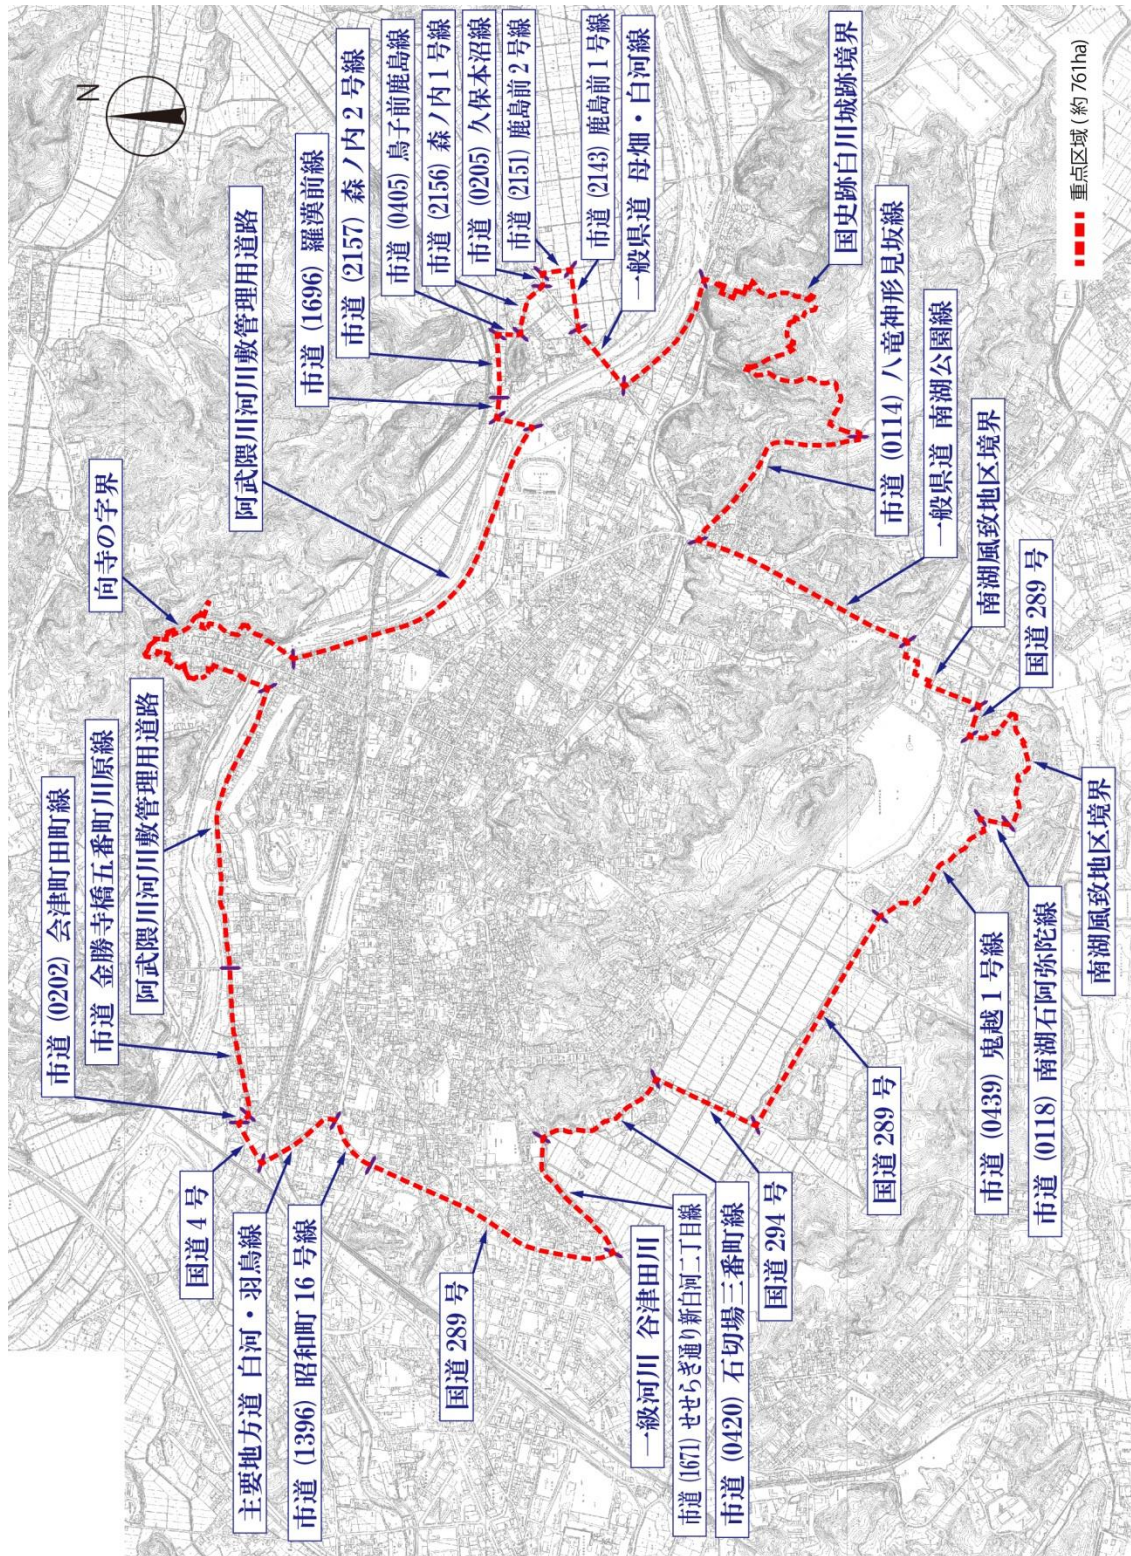 N
向寺の字界
阿武隈川河川敷管理用道路
市道 (1696) 羅漢前線
市道 (2157) 森ノ内2号線
市道 (0405) 鳥子前鹿島線
市道 (2156) 森ノ内1号線
市道 (0205) 久保本沼線
市道 (2151) 鹿島前2号線
市道 (2143) 鹿島前1号線
一般県道 母畑・白河線
国史跡白川城跡境界
市道 (0114) 八竜神形見坂線
一般県道 南湖公園線
南湖風致地区境界
国道289号
南湖風致地区境界
市道 (0118) 南湖石阿弥陀線
市道 (0439) 鬼越1号線
国道289号
国道294号
市道 (0420) 石切場三番町線
市道 (1671) せせらぎ通り新白河二丁目線
一級河川 谷津田川
国道289号
市道 (1396) 昭和町16号線
主要地方道 白河・羽鳥線
国道4号
市道 (0202) 会津町田町線
市道 金勝寺橋五番町川原線
阿武隈川河川敷管理用道路
重点区域 (約761ha)